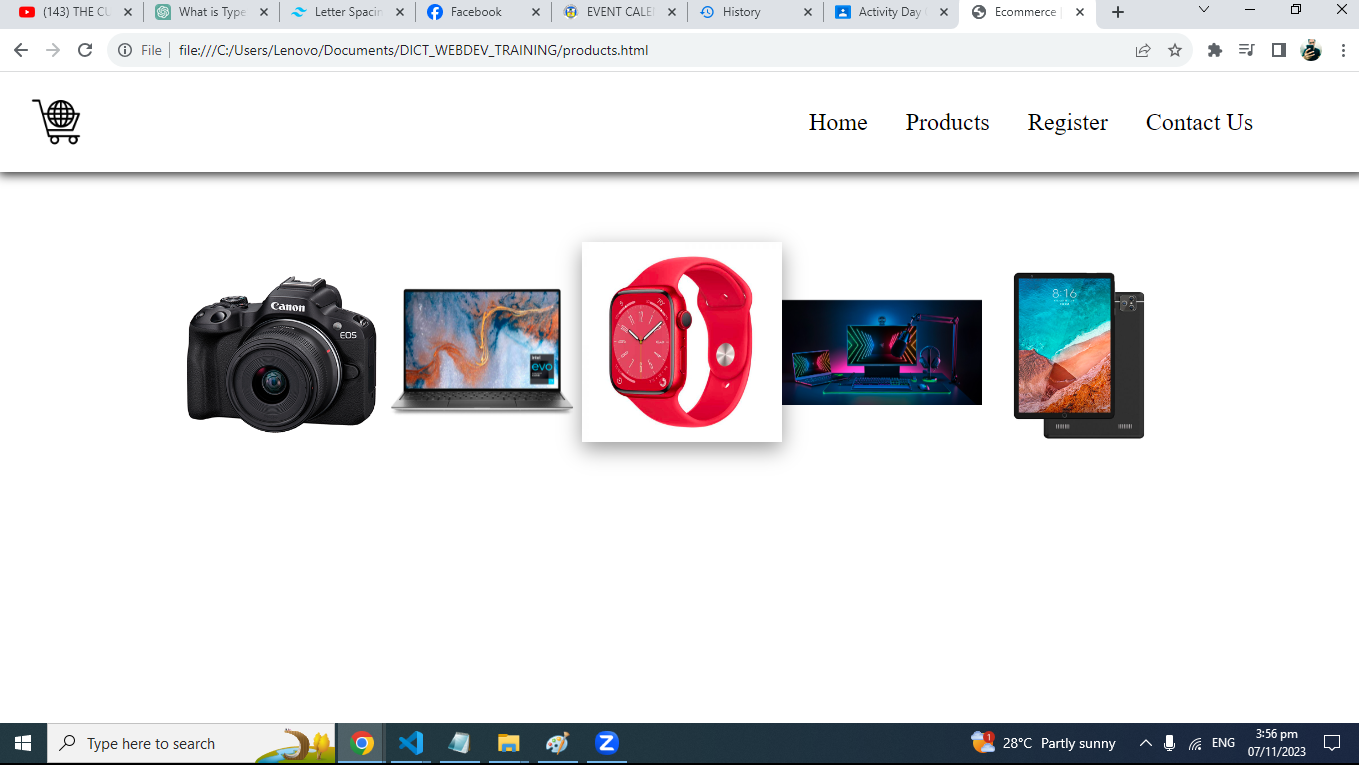 (143) THE CU
What is Type
Letter Spacin
Facebook
EVENT CALE
History
Activity Day
Ecommerce
File
file:///C:/Users/Lenovo/Documents/DICT_WEBDEV_TRAINING/products.html
Home Products Register Contact Us
Canon
EOS
intel
evo
8:16
Type here to search
1
28°C Partly sunny
ENG
3:56 pm
07/11/2023